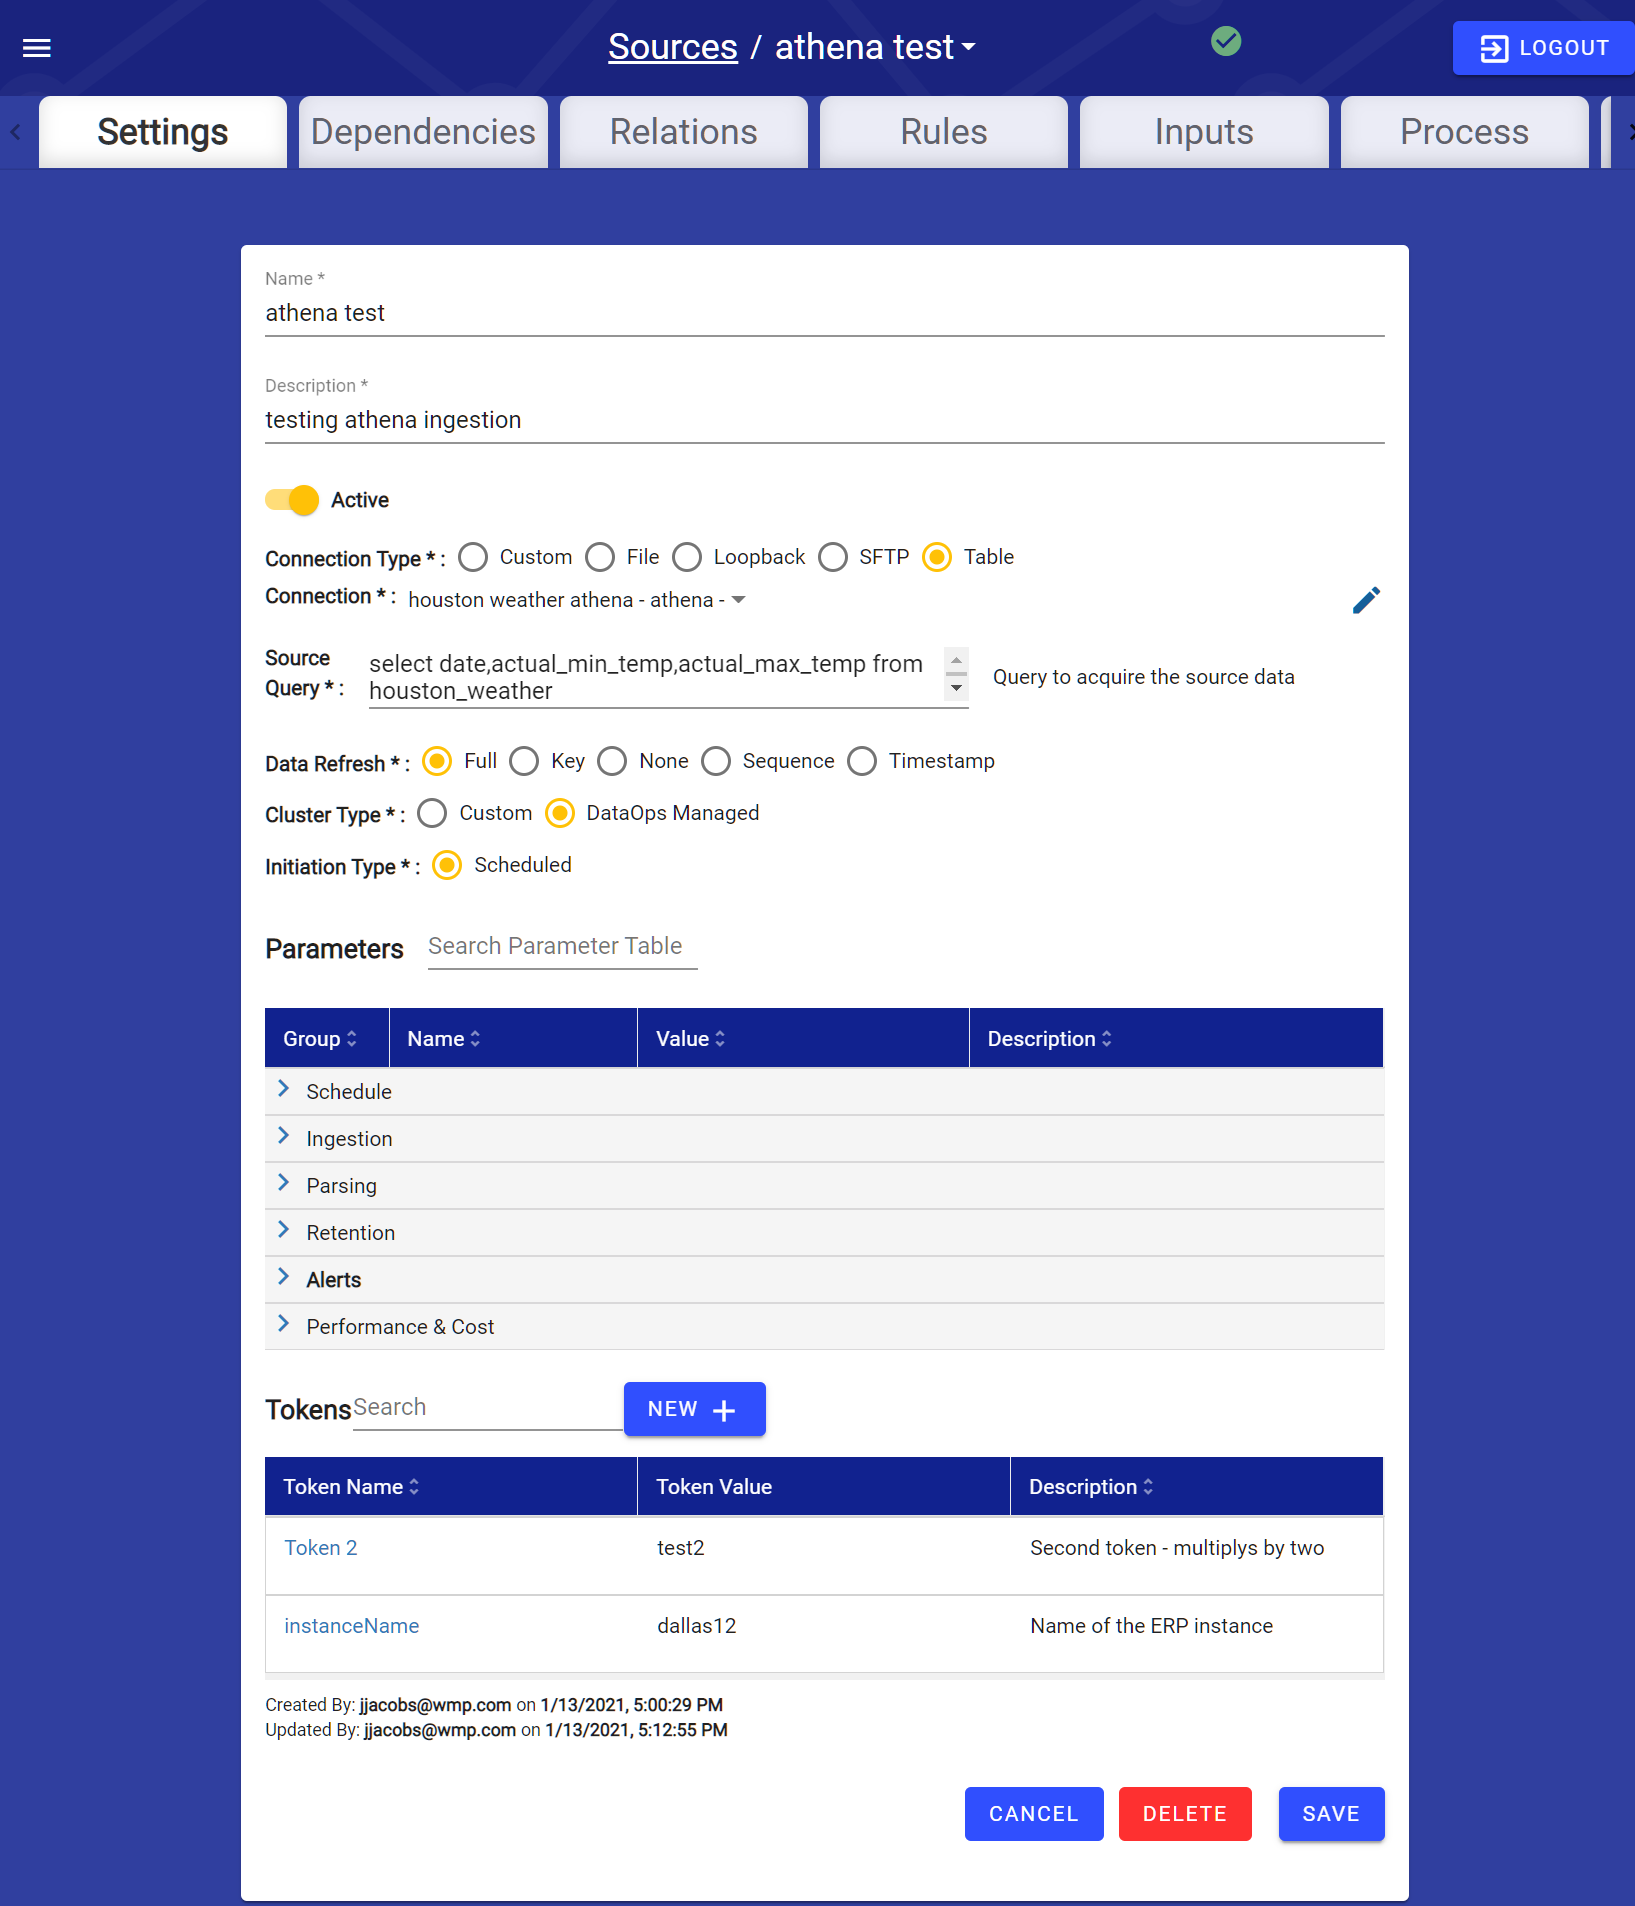 Sources / athena test
LOGOUT
Settings Dependencies Relations Rules Inputs Process
Name *
athena test
Description *
testing athena ingestion
Active
Connection Type * : Custom File Loopback SFTP Table
Connection * : houston weather athena - athena -
Source Query * :
select date,actual_min_temp,actual_max_temp from
houston_weather
Query to acquire the source data
Data Refresh * : Full Key None Sequence Timestamp
Cluster Type * : Custom DataOps Managed
Initiation Type * : Scheduled
Parameters Search Parameter Table
Group Name Value Description
Schedule
Ingestion
Parsing
Retention
Alerts
Performance & Cost
Tokens Search NEW
Token Name Token Value Description
Token 2 test2 Second token - multiplys by two
instanceName dallas12 Name of the ERP instance
Created By: jjacobs@wmp.com on 1/13/2021, 5:00:29 PM
Updated By: jjacobs@wmp.com on 1/13/2021, 5:12:55 PM
CANCEL DELETE SAVE